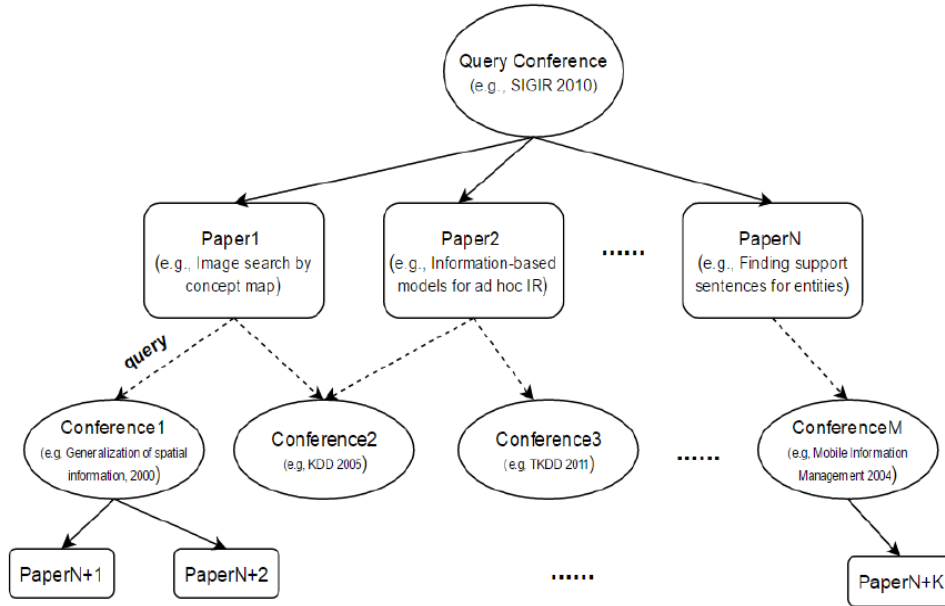 Query Conference
(e.g., SIGIR 2010)
Paper1
(e.g., Image search by
concept map)
Paper2
(e.g., Information-based
models for ad hoc IR)
......
PaperN
(e.g., Finding support
sentences for entities)
query
Conference1
(e.g. Generalization of spatial
information, 2000)
Conference2
(e.g, KDD 2005)
Conference3
(e.g. TKDD 2011)
......
ConferenceM
(e.g, Mobile Information
Management 2004)
PaperN+1
PaperN+2
......
PaperN+K